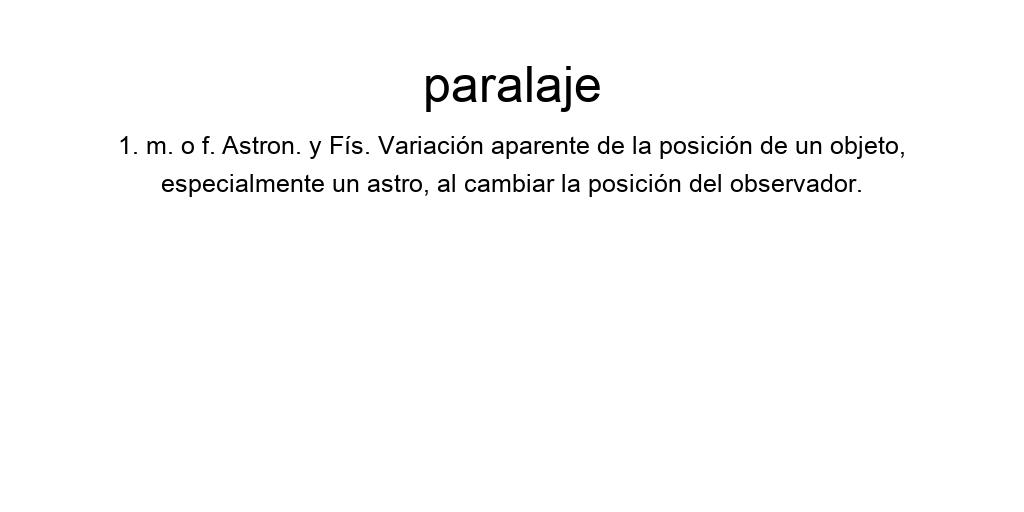 paralaje
1. m. o f. Astron. y Fís. Variación aparente de la posición de un objeto,
especialmente un astro, al cambiar la posición del observador.